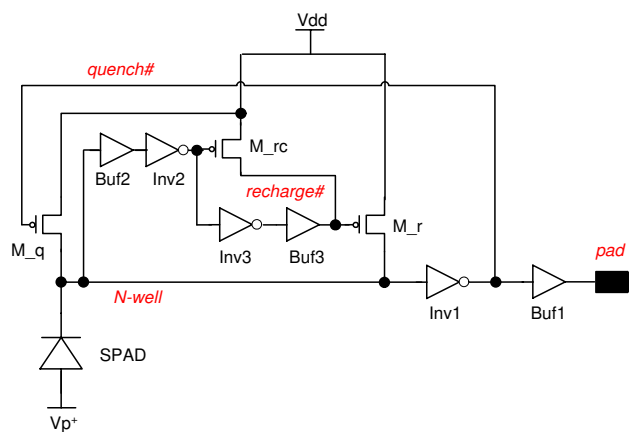 Vdd
quench#
M_rc
Buf2
Inv2
recharge#
M_r
M_q
Inv3
Buf3
pad
N-well
Inv1
Buf1
SPAD
Vp+